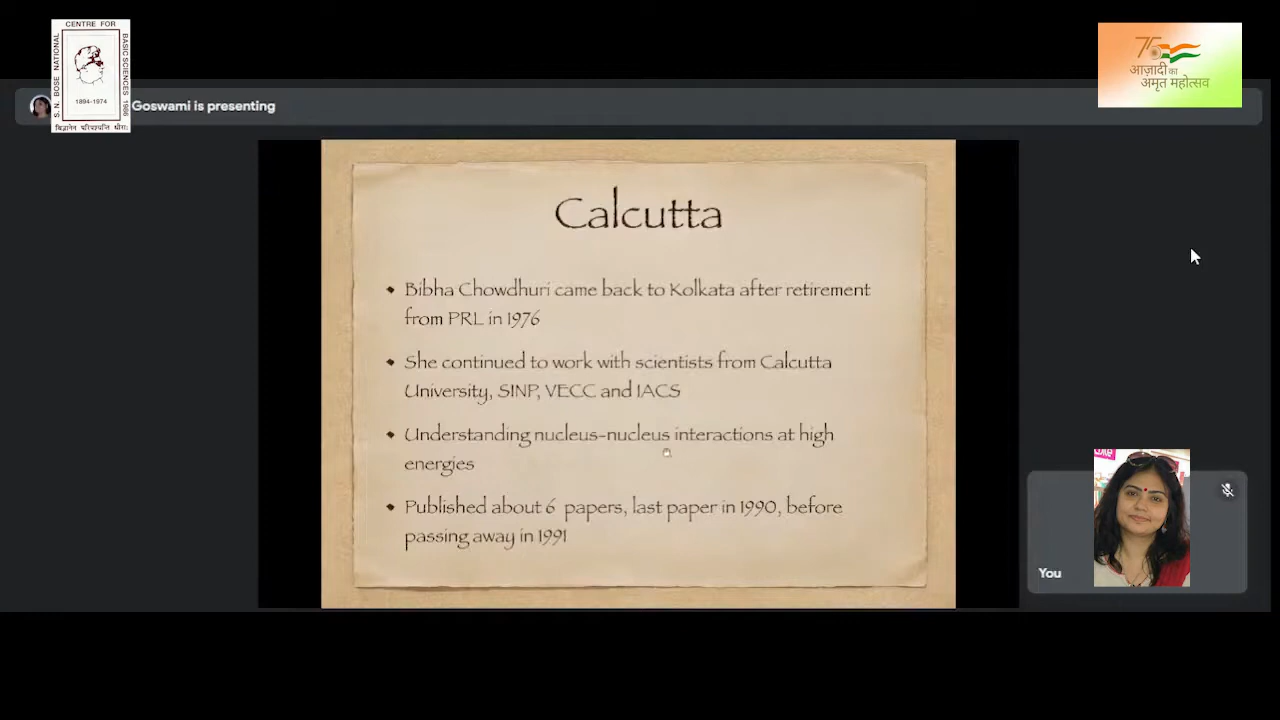 CENTRE FOR
S. N. BOSE NATIONAL
BASIC SCIENCES 1986
1894-1974
75
आज़ादी का
अमृत महोत्सव
Goswami is presenting
Calcutta
Bibha Chowdhuri came back to Kolkata after retirement
from PRL in 1976
She continued to work with scientists from Calcutta
University, SINP, VECC and IACS
Understanding nucleus-nucleus interactions at high
energies
Published about 6 papers, last paper in 1990, before
passing away in 1991
You